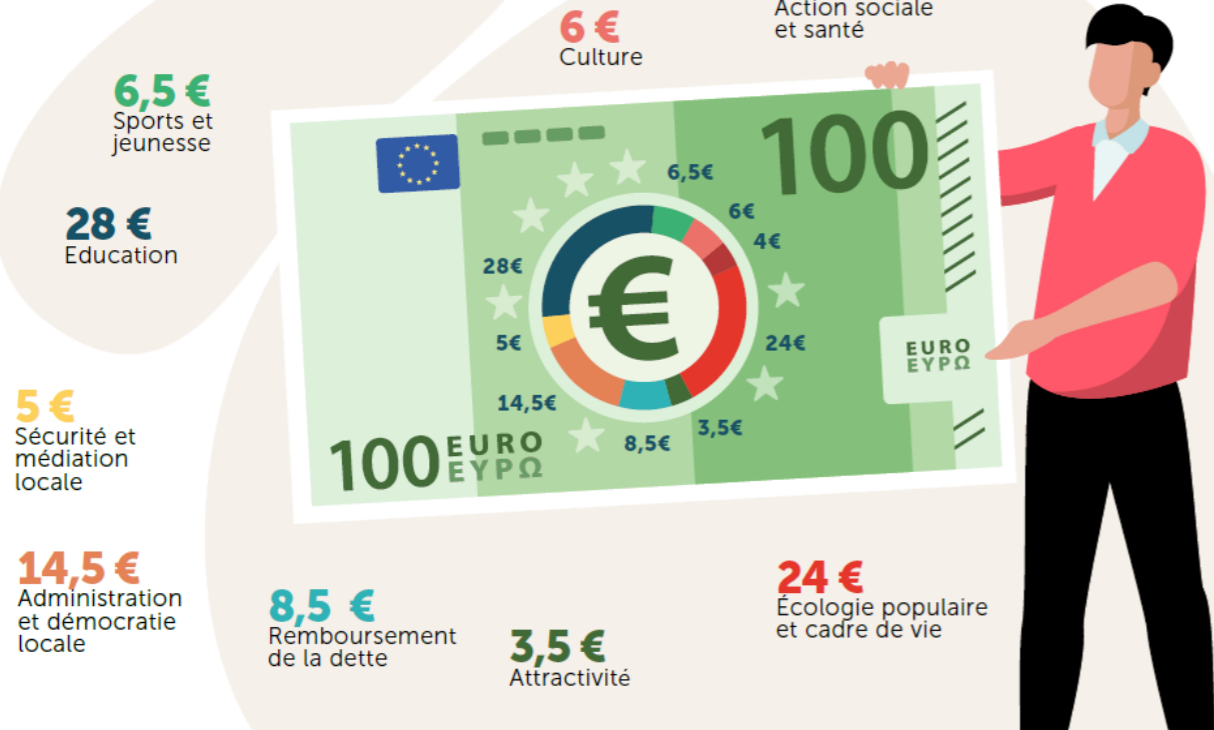 Action sociale
et santé
6 €
Culture
6,5 €
Sports et
jeunesse
28 €
Education
5 €
Sécurité et
médiation
locale
14,5 €
Administration
et démocratie
locale
8,5 €
Remboursement
de la dette
3,5 €
Attractivité
24 €
Écologie populaire
et cadre de vie
100
6,5€
6€
4€
28€
€
5€
24€
14,5€
3,5€
8,5€
EURO
ΕΥΡΩ
100 EURO
ΕΥΡΩ